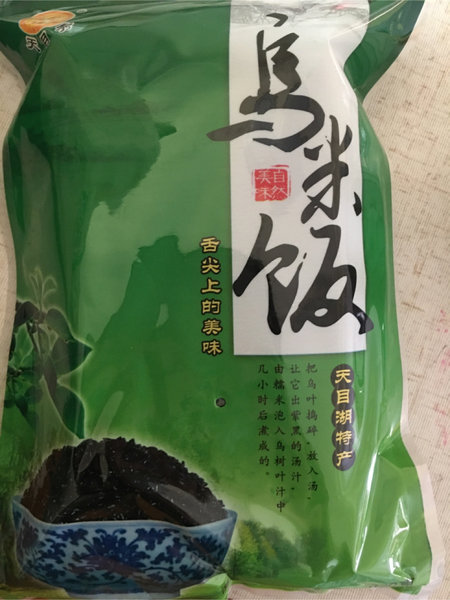 烏米饭
自然
美味
舌尖上的美味
天目湖特产
把乌叶捣碎，放入汤，
让它出紫黑的汤汁，
由糯米泡入乌树叶汁中
几小时后煮成的。